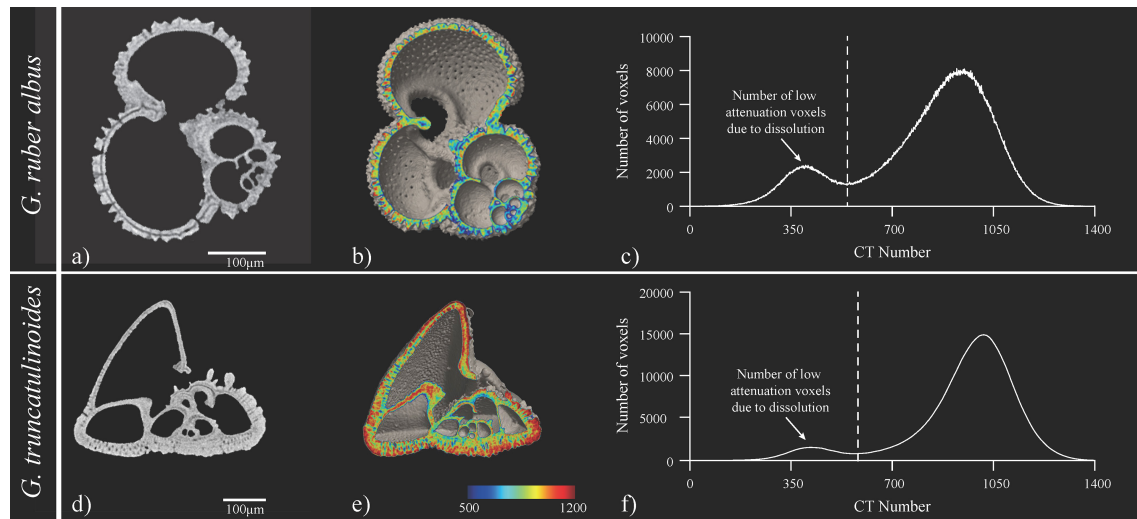 G. ruber albus
a)
100μm
b)
Number of voxels
10000
8000
6000
4000
2000
0
Number of low
attenuation voxels
due to dissolution
0
350
700
1050
1400
CT Number
c)
G. truncatulinoides
d)
100μm
e)
500
1200
Number of voxels
20000
15000
10000
5000
0
Number of low
attenuation voxels
due to dissolution
0
350
700
1050
1400
CT Number
f)